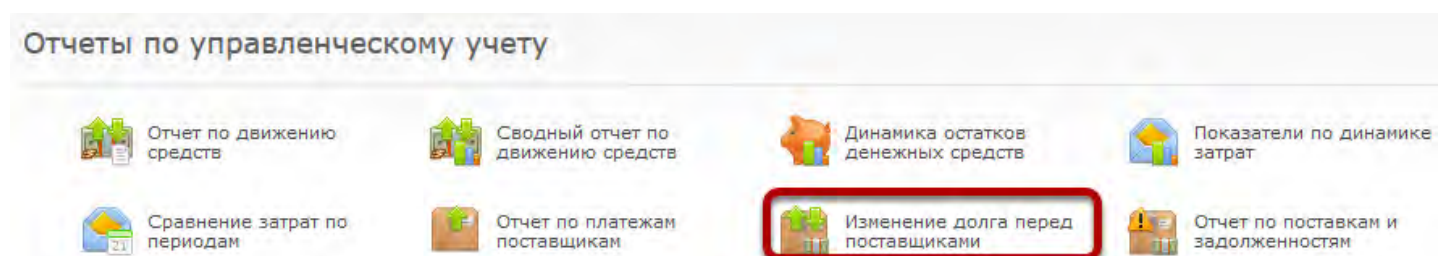 Отчеты по управленческому учету
Отчет по движению
средств
Сводный отчет по
движению средств
Динамика остатков
денежных средств
Показатели по динамике
затрат
Сравнение затрат по
периодам
Отчет по платежам
поставщикам
Изменение долга перед
поставщиками
Отчет по поставкам и
задолженностям
21